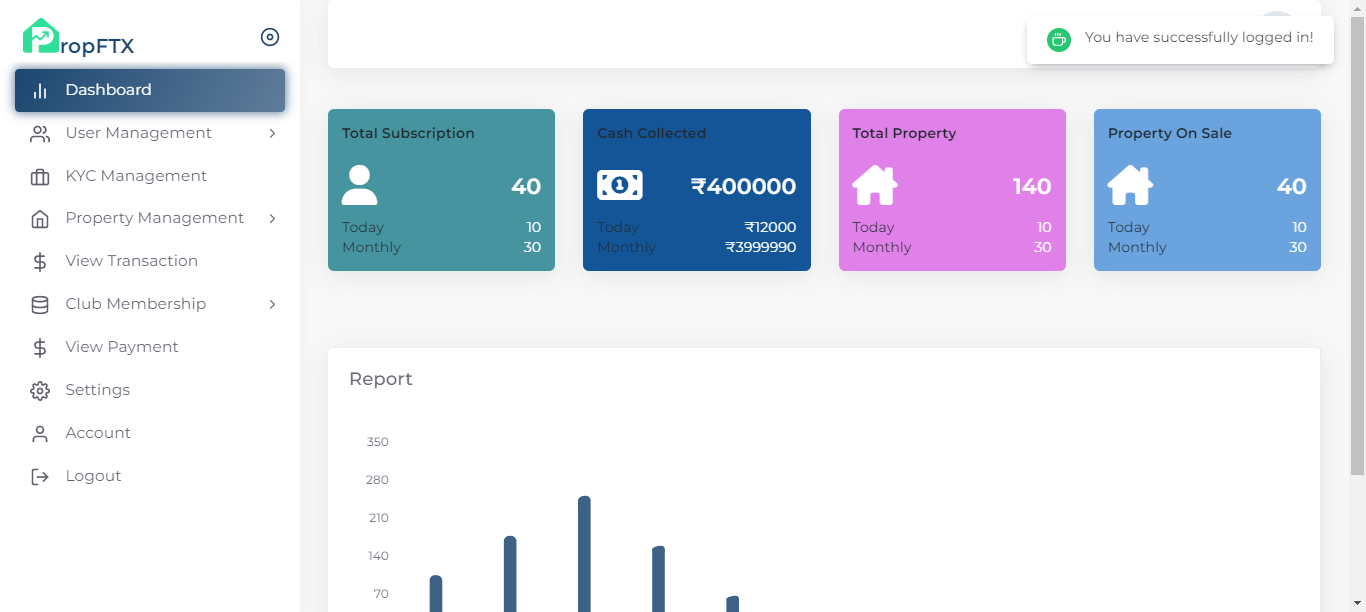 ropFTX
You have successfully logged in!
Dashboard
User Management
KYC Management
Property Management
View Transaction
Club Membership
View Payment
Settings
Account
Logout
Total Subscription
40
Today 10
Monthly 30
Cash Collected
1
₹400000
Today ₹12000
Monthly ₹3999990
Total Property
140
Today 10
Monthly 30
Property On Sale
40
Today 10
Monthly 30
Report
350
280
210
140
70